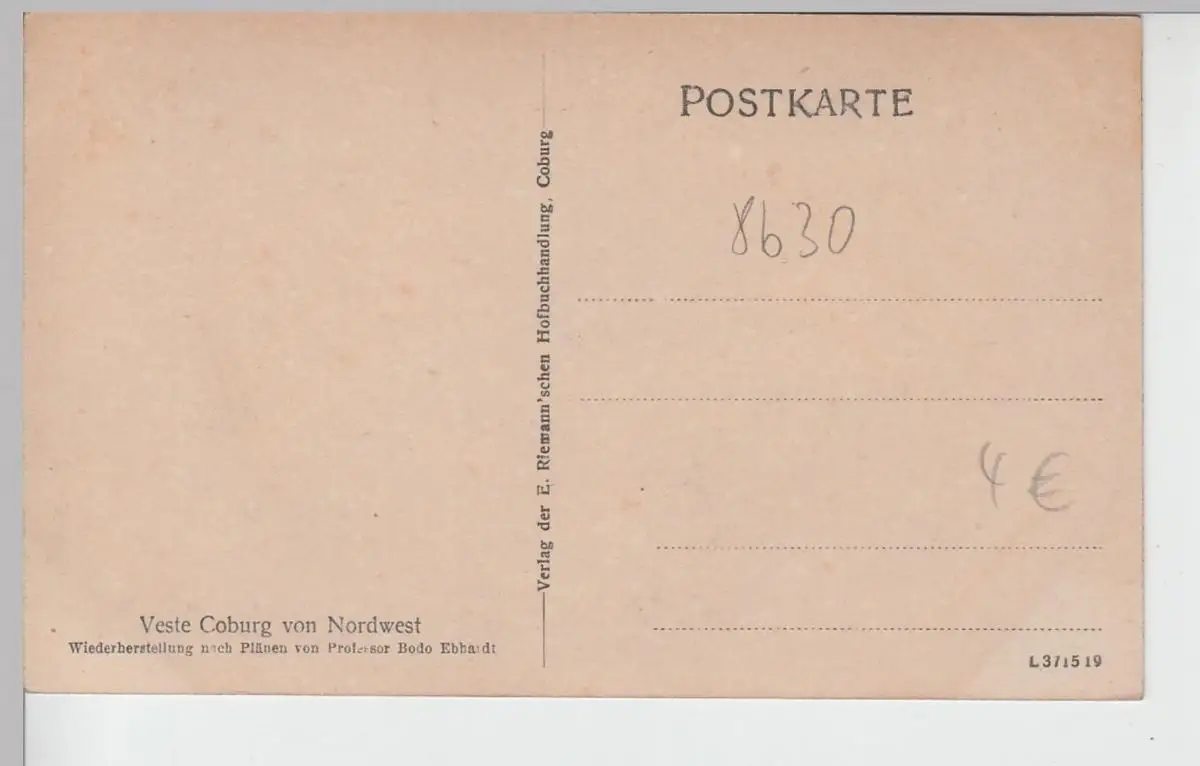 POSTKARTE
8630
4 €
Verlag der E. Riemann'schen Hofbuchhandlung, Coburg
Veste Coburg von Nordwest
Wiederherstellung nach Plänen von Professor Bodo Ebhardt
L371519